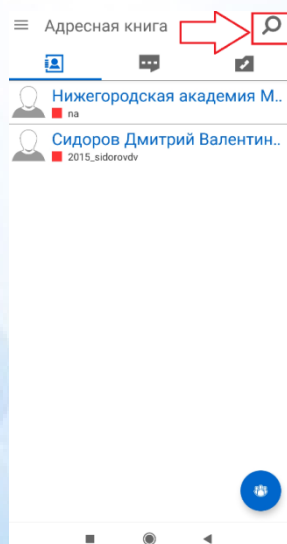 Адресная книга
Нижегородская академия М..
na
Сидоров Дмитрий Валентин..
2015_sidorovdv